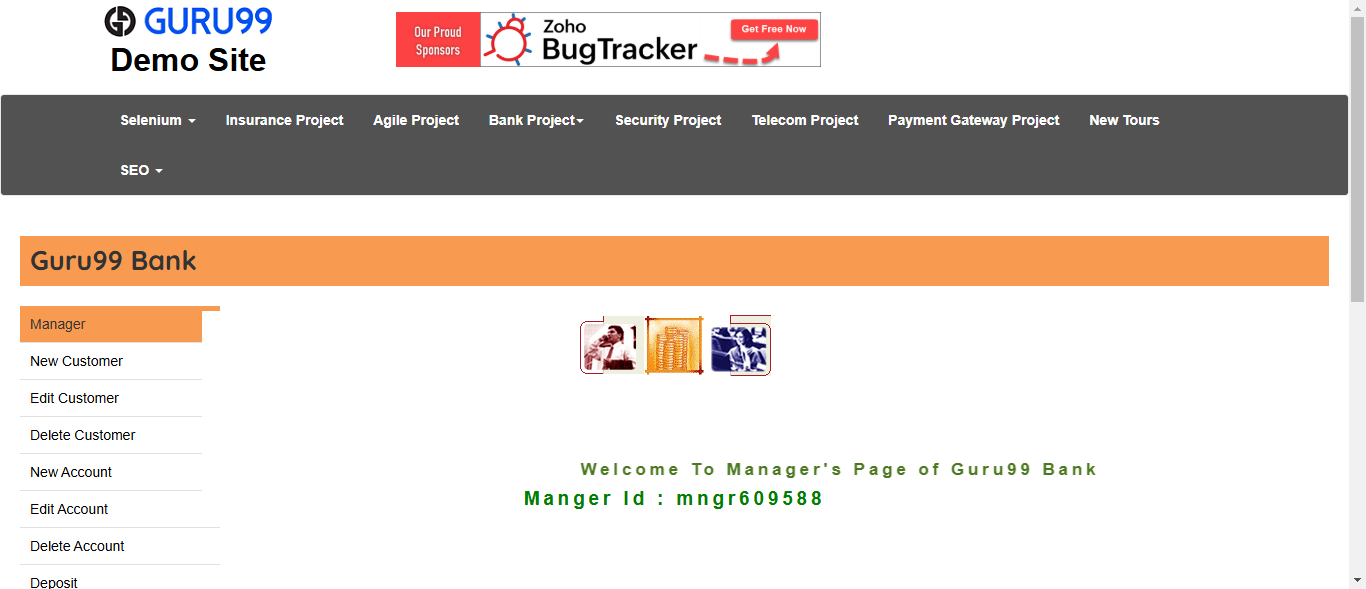 GURU99
Demo Site
Our Proud
Sponsors
Zoho
BugTracker
Get Free Now
Selenium
Insurance Project
Agile Project
Bank Project
Security Project
Telecom Project
Payment Gateway Project
New Tours
SEO
Guru99 Bank
Manager
New Customer
Edit Customer
Delete Customer
New Account
Edit Account
Delete Account
Deposit
Welcome To Manager's Page of Guru99 Bank
Manger Id : mngr609588